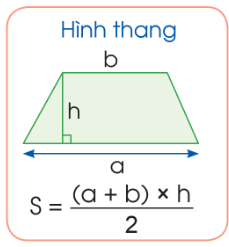 Hình thang
b
h
a
S = (a + b) × h / 2